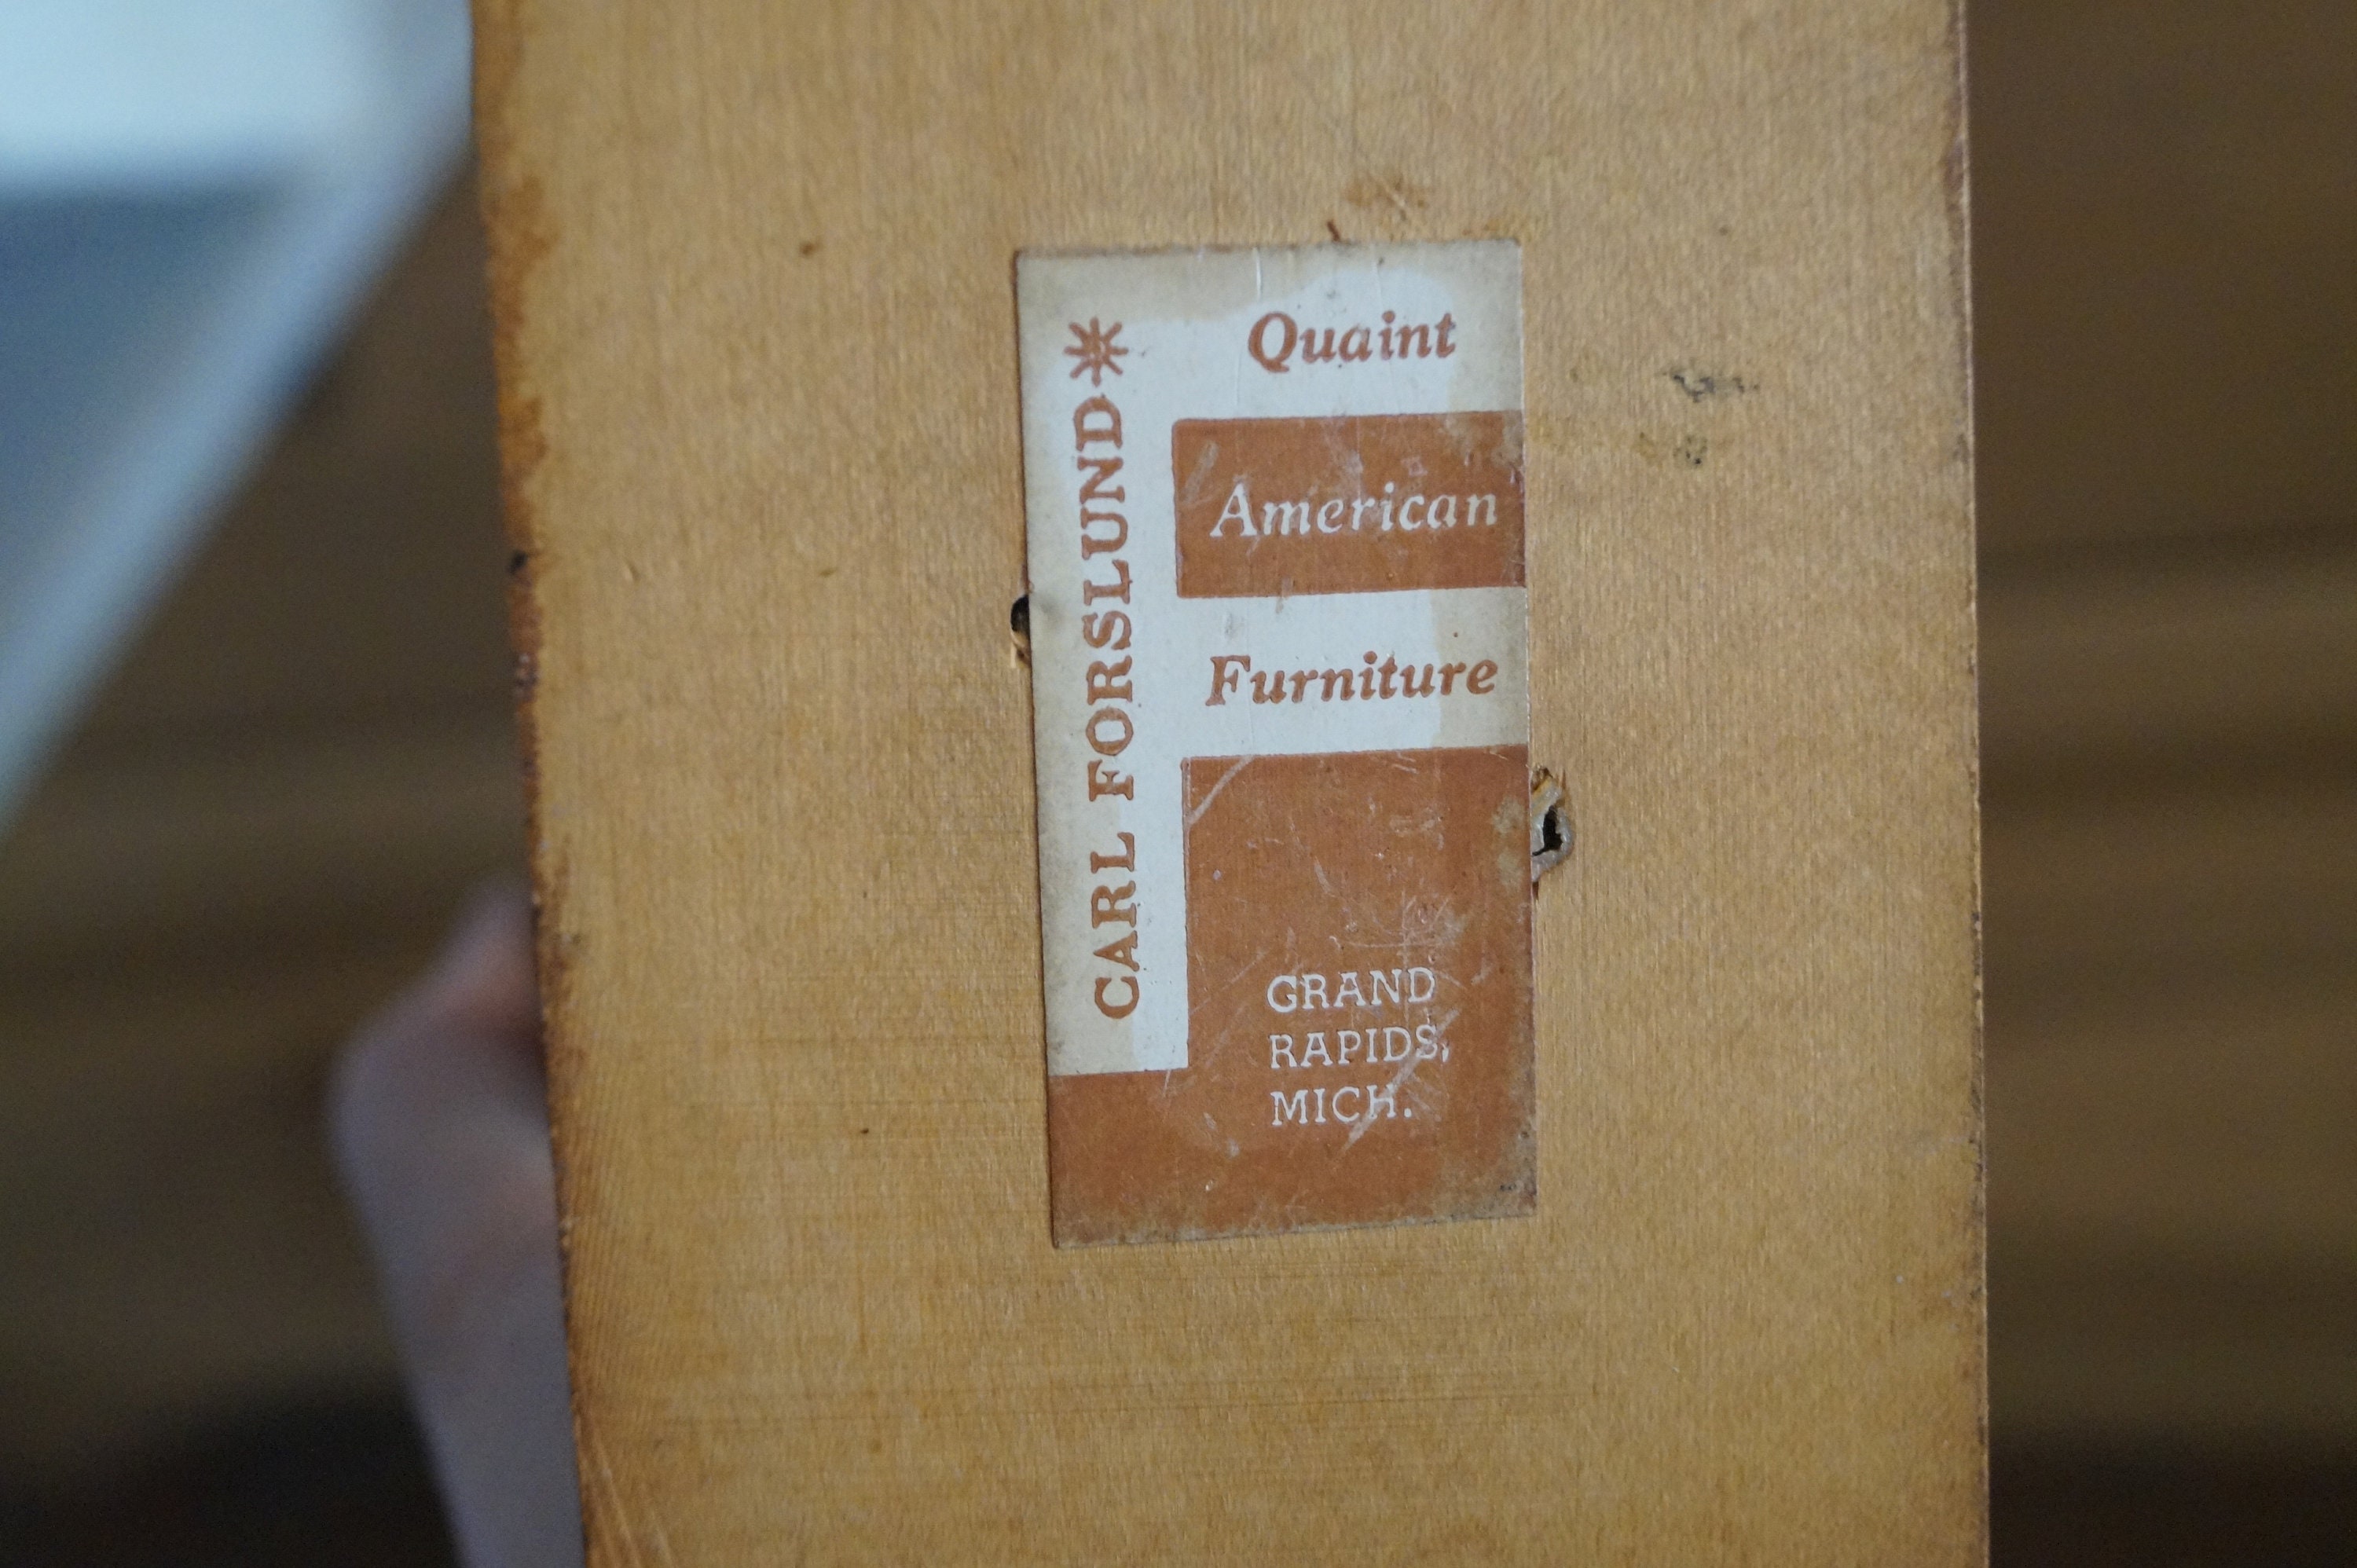 CARL FORSLUND
Quaint
American
Furniture
GRAND
RAPIDS,
MICH.